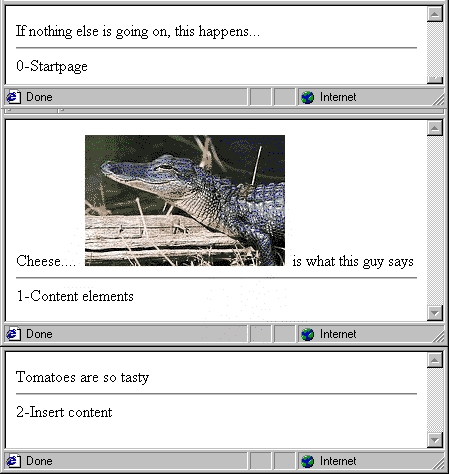 If nothing else is going on, this happens...
0-Startpage
Done Internet
Cheese.... is what this guy says
1-Content elements
Done Internet
Tomatoes are so tasty
2-Insert content
Done Internet